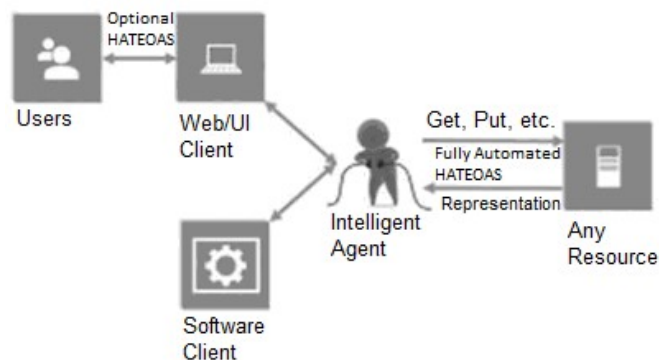 Optional
HATEOAS
Users
Web/UI
Client
Get, Put, etc.
Fully Automated
HATEOAS
Representation
Intelligent
Agent
Any
Resource
Software
Client